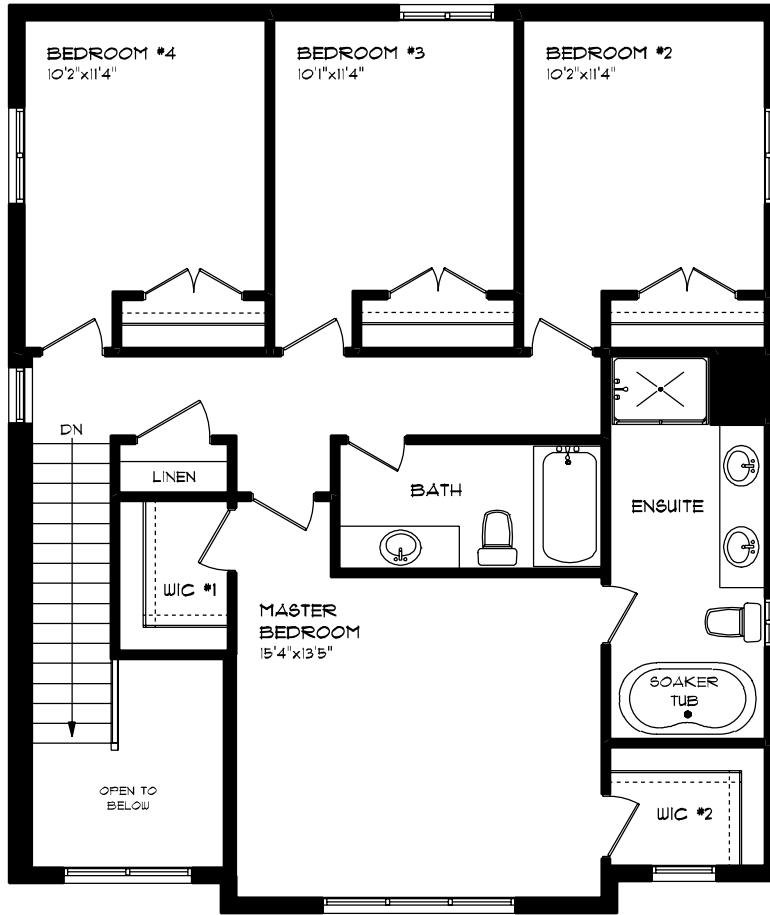 BEDROOM #4
10'2"x11'4"
BEDROOM #3
10'1"x11'4"
BEDROOM #2
10'2"x11'4"
DN
LINEN
BATH
ENSUITE
WIC #1
MASTER
BEDROOM
15'4"x13'5"
SOAKER
TUB
OPEN TO
BELOW
WIC #2